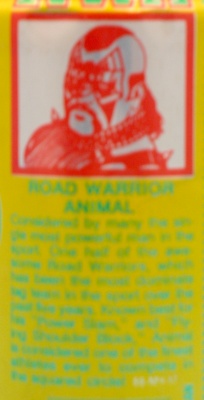 ROAD WARRIOR
ANIMAL
Considered by many the sin-
gle most powerful man in the
sport. One half of the awe-
some Road Warriors, which
has been the most dominate
tag team in the sport over the
past five years. Known best for
his "Power Slam," and "Fly-
ing Shoulder Block," Animal
is considered one of the finest
athletes ever to compete in
the squared circle!